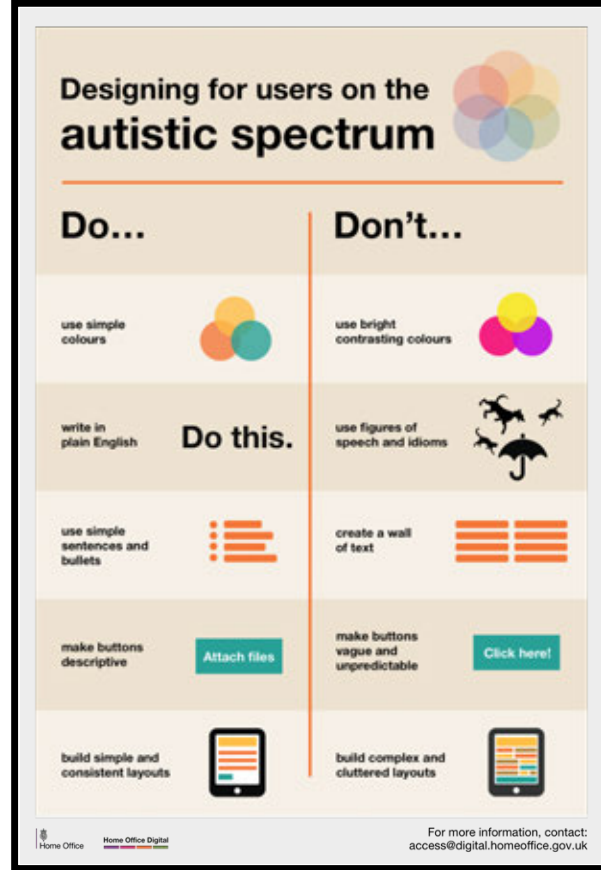 Designing for users on the
autistic spectrum
Do...
Don't...
use simple
colours
use bright
contrasting colours
write in
plain English
Do this.
use figures of
speech and idioms
use simple
sentences and
bullets
create a wall
of text
make buttons
descriptive
Attach files
make buttons
vague and
unpredictable
Click here!
build simple and
consistent layouts
build complex and
cluttered layouts
Home Office
Home Office Digital
For more information, contact:
access@digital.homeoffice.gov.uk